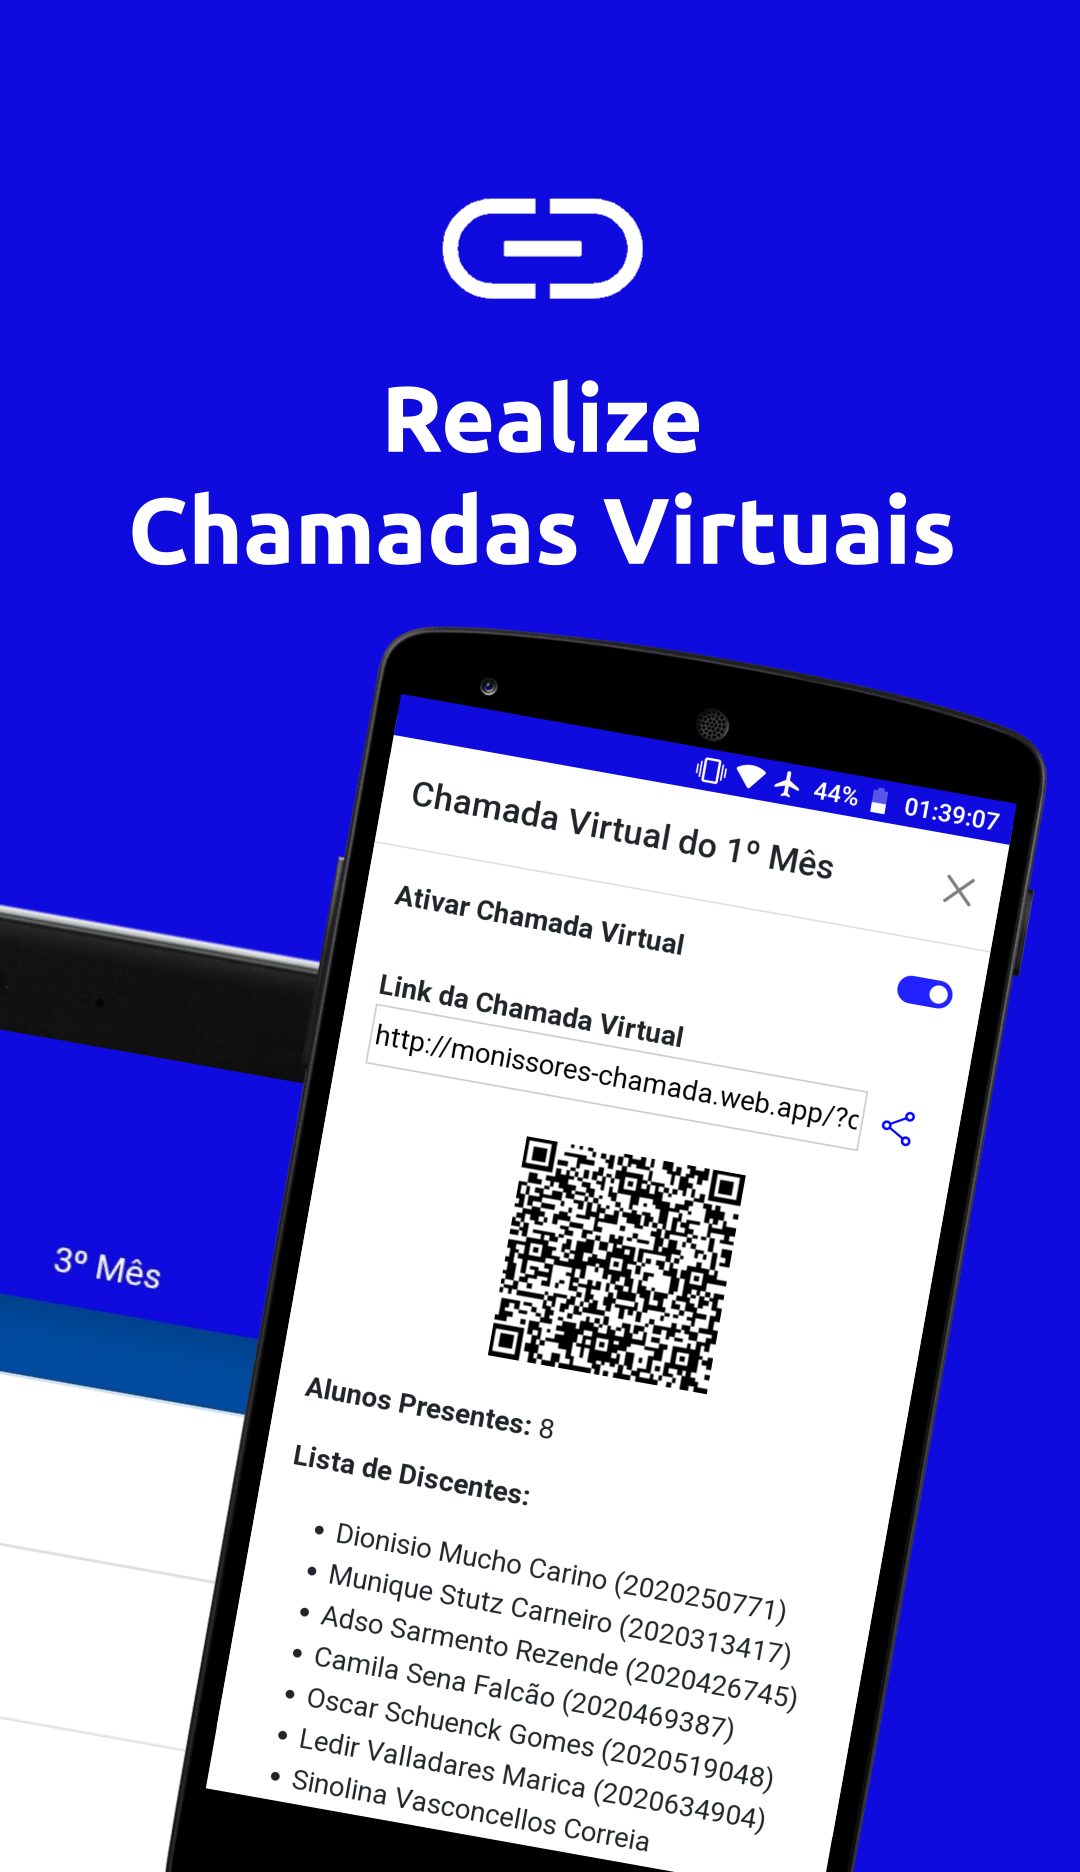 Realize
Chamadas Virtuais
44% 01:39:07
Chamada Virtual do 1º Mês
Ativar Chamada Virtual
Link da Chamada Virtual
http://monissores-chamada.web.app/?c
3º Mês
Alunos Presentes: 8
Lista de Discentes:
• Dionisio Mucho Carino (2020250771)
• Munique Stutz Carneiro (2020313417)
• Adso Sarmento Rezende (2020426745)
• Camila Sena Falcão (2020469387)
• Oscar Schuenck Gomes (2020519048)
• Ledir Valladares Marica (2020634904)
• Sinolina Vasconcellos Correia